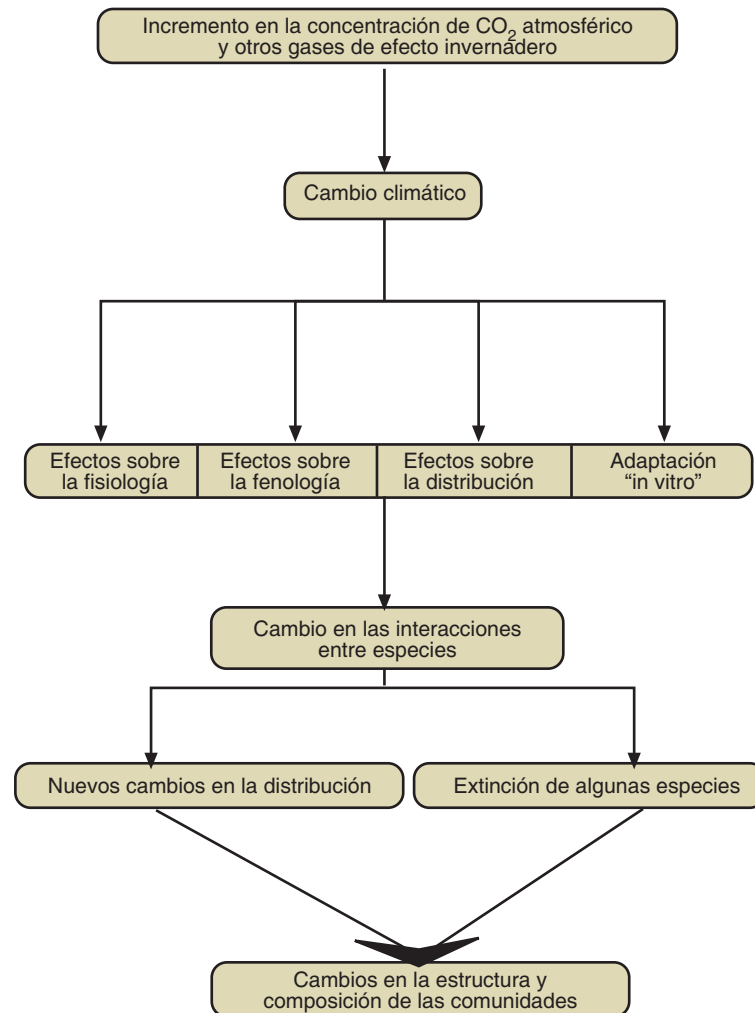 Incremento en la concentración de CO₂ atmosférico
y otros gases de efecto invernadero
Cambio climático
Efectos sobre
la fisiología
Efectos sobre
la fenología
Efectos sobre
la distribución
Adaptación
“in vitro”
Cambio en las interacciones
entre especies
Nuevos cambios en la distribución
Extinción de algunas especies
Cambios en la estructura y
composición de las comunidades